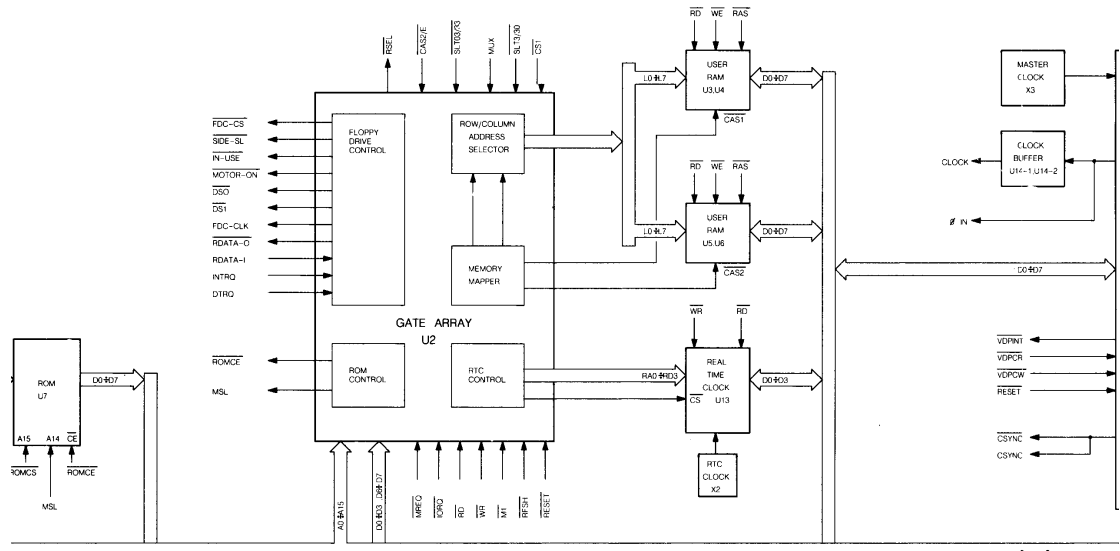 RSEL
CAS2/E
SLT03/33
MUX
SLT3/30
CS1
RD
WE
RAS
FDC-CS
SIDE-SL
IN-USE
MOTOR-ON
DSO
DS1
FDC-CLK
RDATA-O
RDATA-I
INTRQ
DTRQ
FLOPPY
DRIVE
CONTROL
ROW/COLUMN
ADDRESS
SELECTOR
MEMORY
MAPPER
GATE ARRAY
U2
ROMCE
MSL
ROM
CONTROL
RTC
CONTROL
L0÷L7
USER
RAM
U3,U4
D0÷D7
CAS1
RD
WE
RAS
L0÷L7
USER
RAM
U5,U6
D0÷D7
CAS2
WR
RD
RA0÷RD3
CS
REAL
TIME
CLOCK
U13
D0÷D3
RTC
CLOCK
X2
MASTER
CLOCK
X3
CLOCK
CLOCK
BUFFER
U14-1,U14-2
Ø IN
D0÷D7
VDPINT
VDPCR
VDPCW
RESET
CSYNC
CSYNC
ROM
U7
D0÷D7
A15
A14
CE
ROMCS
ROMCE
MSL
A0÷A15
D0÷D3 ,D6÷D7
MREQ
IORQ
RD
WR
M1
RFSH
RESET